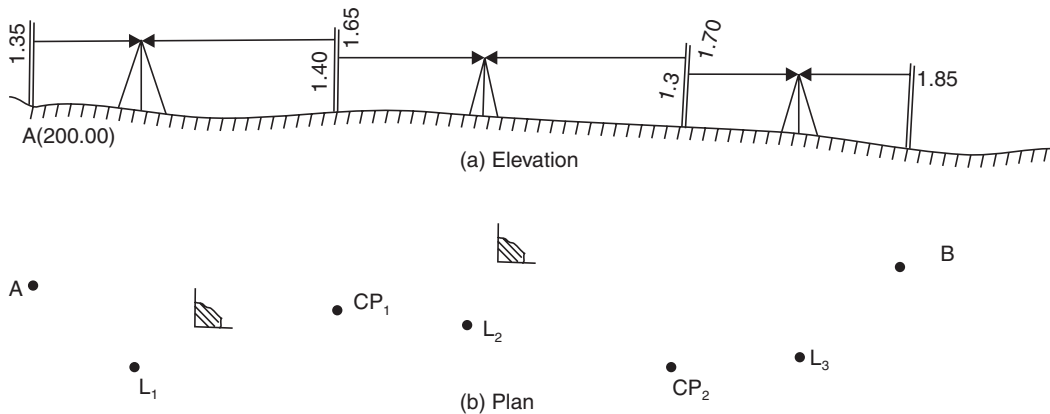 1.35
1.65
1.40
1.70
1.3
1.85
A(200.00)
(a) Elevation
A
CP₁
L₁
L₂
B
L₃
CP₂
(b) Plan